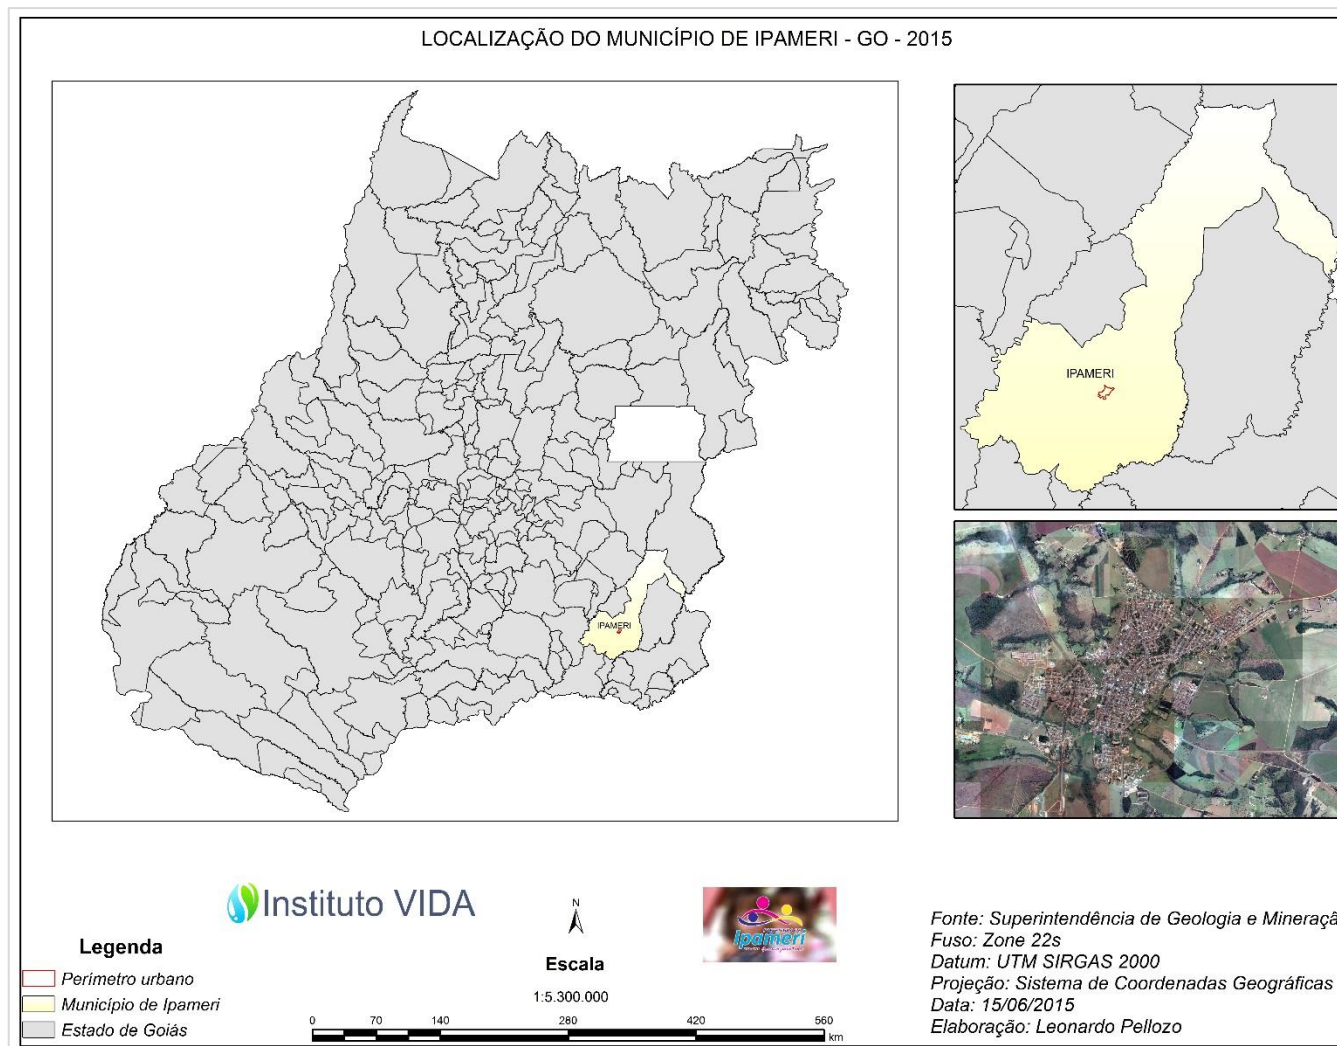 LOCALIZAÇÃO DO MUNICÍPIO DE IPAMERI - GO - 2015
IPAMERI
IPAMERI
Instituto VIDA
N
Ipameri
Legenda
Perímetro urbano
Município de Ipameri
Estado de Goiás
Escala
1:5.300.000
0 70 140 280 420 560
km
Fonte: Superintendência de Geologia e Mineraçã
Fuso: Zone 22s
Datum: UTM SIRGAS 2000
Projeção: Sistema de Coordenadas Geográficas
Data: 15/06/2015
Elaboração: Leonardo Pellozo